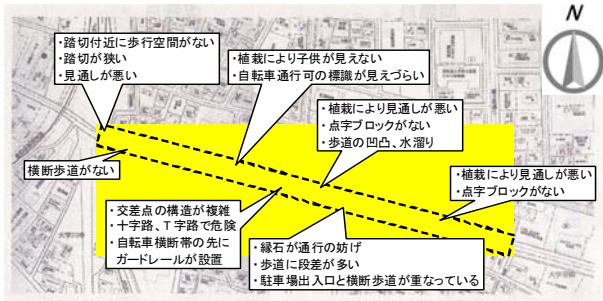 N
・踏切付近に歩行空間がない
・踏切が狭い
・見通しが悪い
・植栽により子供が見えない
・自転車通行可の標識が見えづらい
・植栽により見通しが悪い
・点字ブロックがない
・歩道の凹凸、水溜り
横断歩道がない
・植栽により見通しが悪い
・点字ブロックがない
・交差点の構造が複雑
・十字路、T字路で危険
・自転車横断帯の先に
ガードレールが設置
・縁石が通行の妨げ
・歩道に段差が多い
・駐車場出入口と横断歩道が重なっている